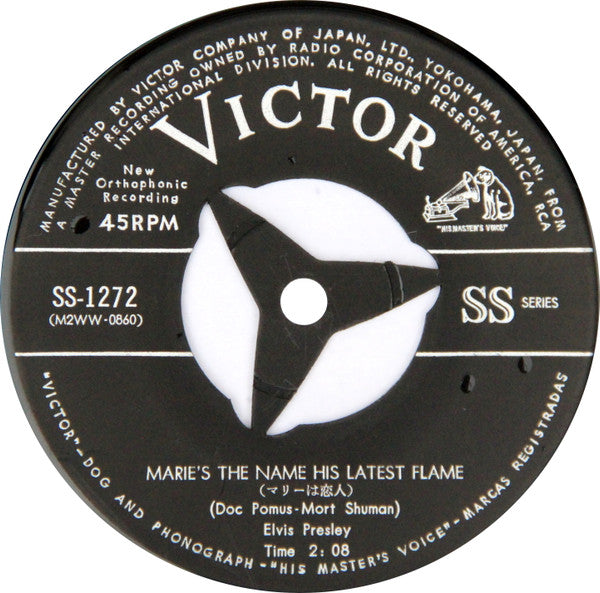 MANUFACTURED BY VICTOR COMPANY OF JAPAN, LTD., YOKOHAMA, JAPAN, FROM
A MASTER RECORDING OWNED BY RADIO CORPORATION OF AMERICA, RCA
INTERNATIONAL DIVISION. ALL RIGHTS RESERVED
VICTOR
New
Orthophonic
Recording
45RPM
"HIS MASTER'S VOICE"
SS-1272
(M2WW-0860)
SS SERIES
MARIE'S THE NAME HIS LATEST FLAME
(マリーは恋人)
(Doc Pomus-Mort Shuman)
Elvis Presley
Time 2:08
"VICTOR"-DOG AND PHONOGRAPH-"HIS MASTER'S VOICE"-MARCAS REGISTRADAS